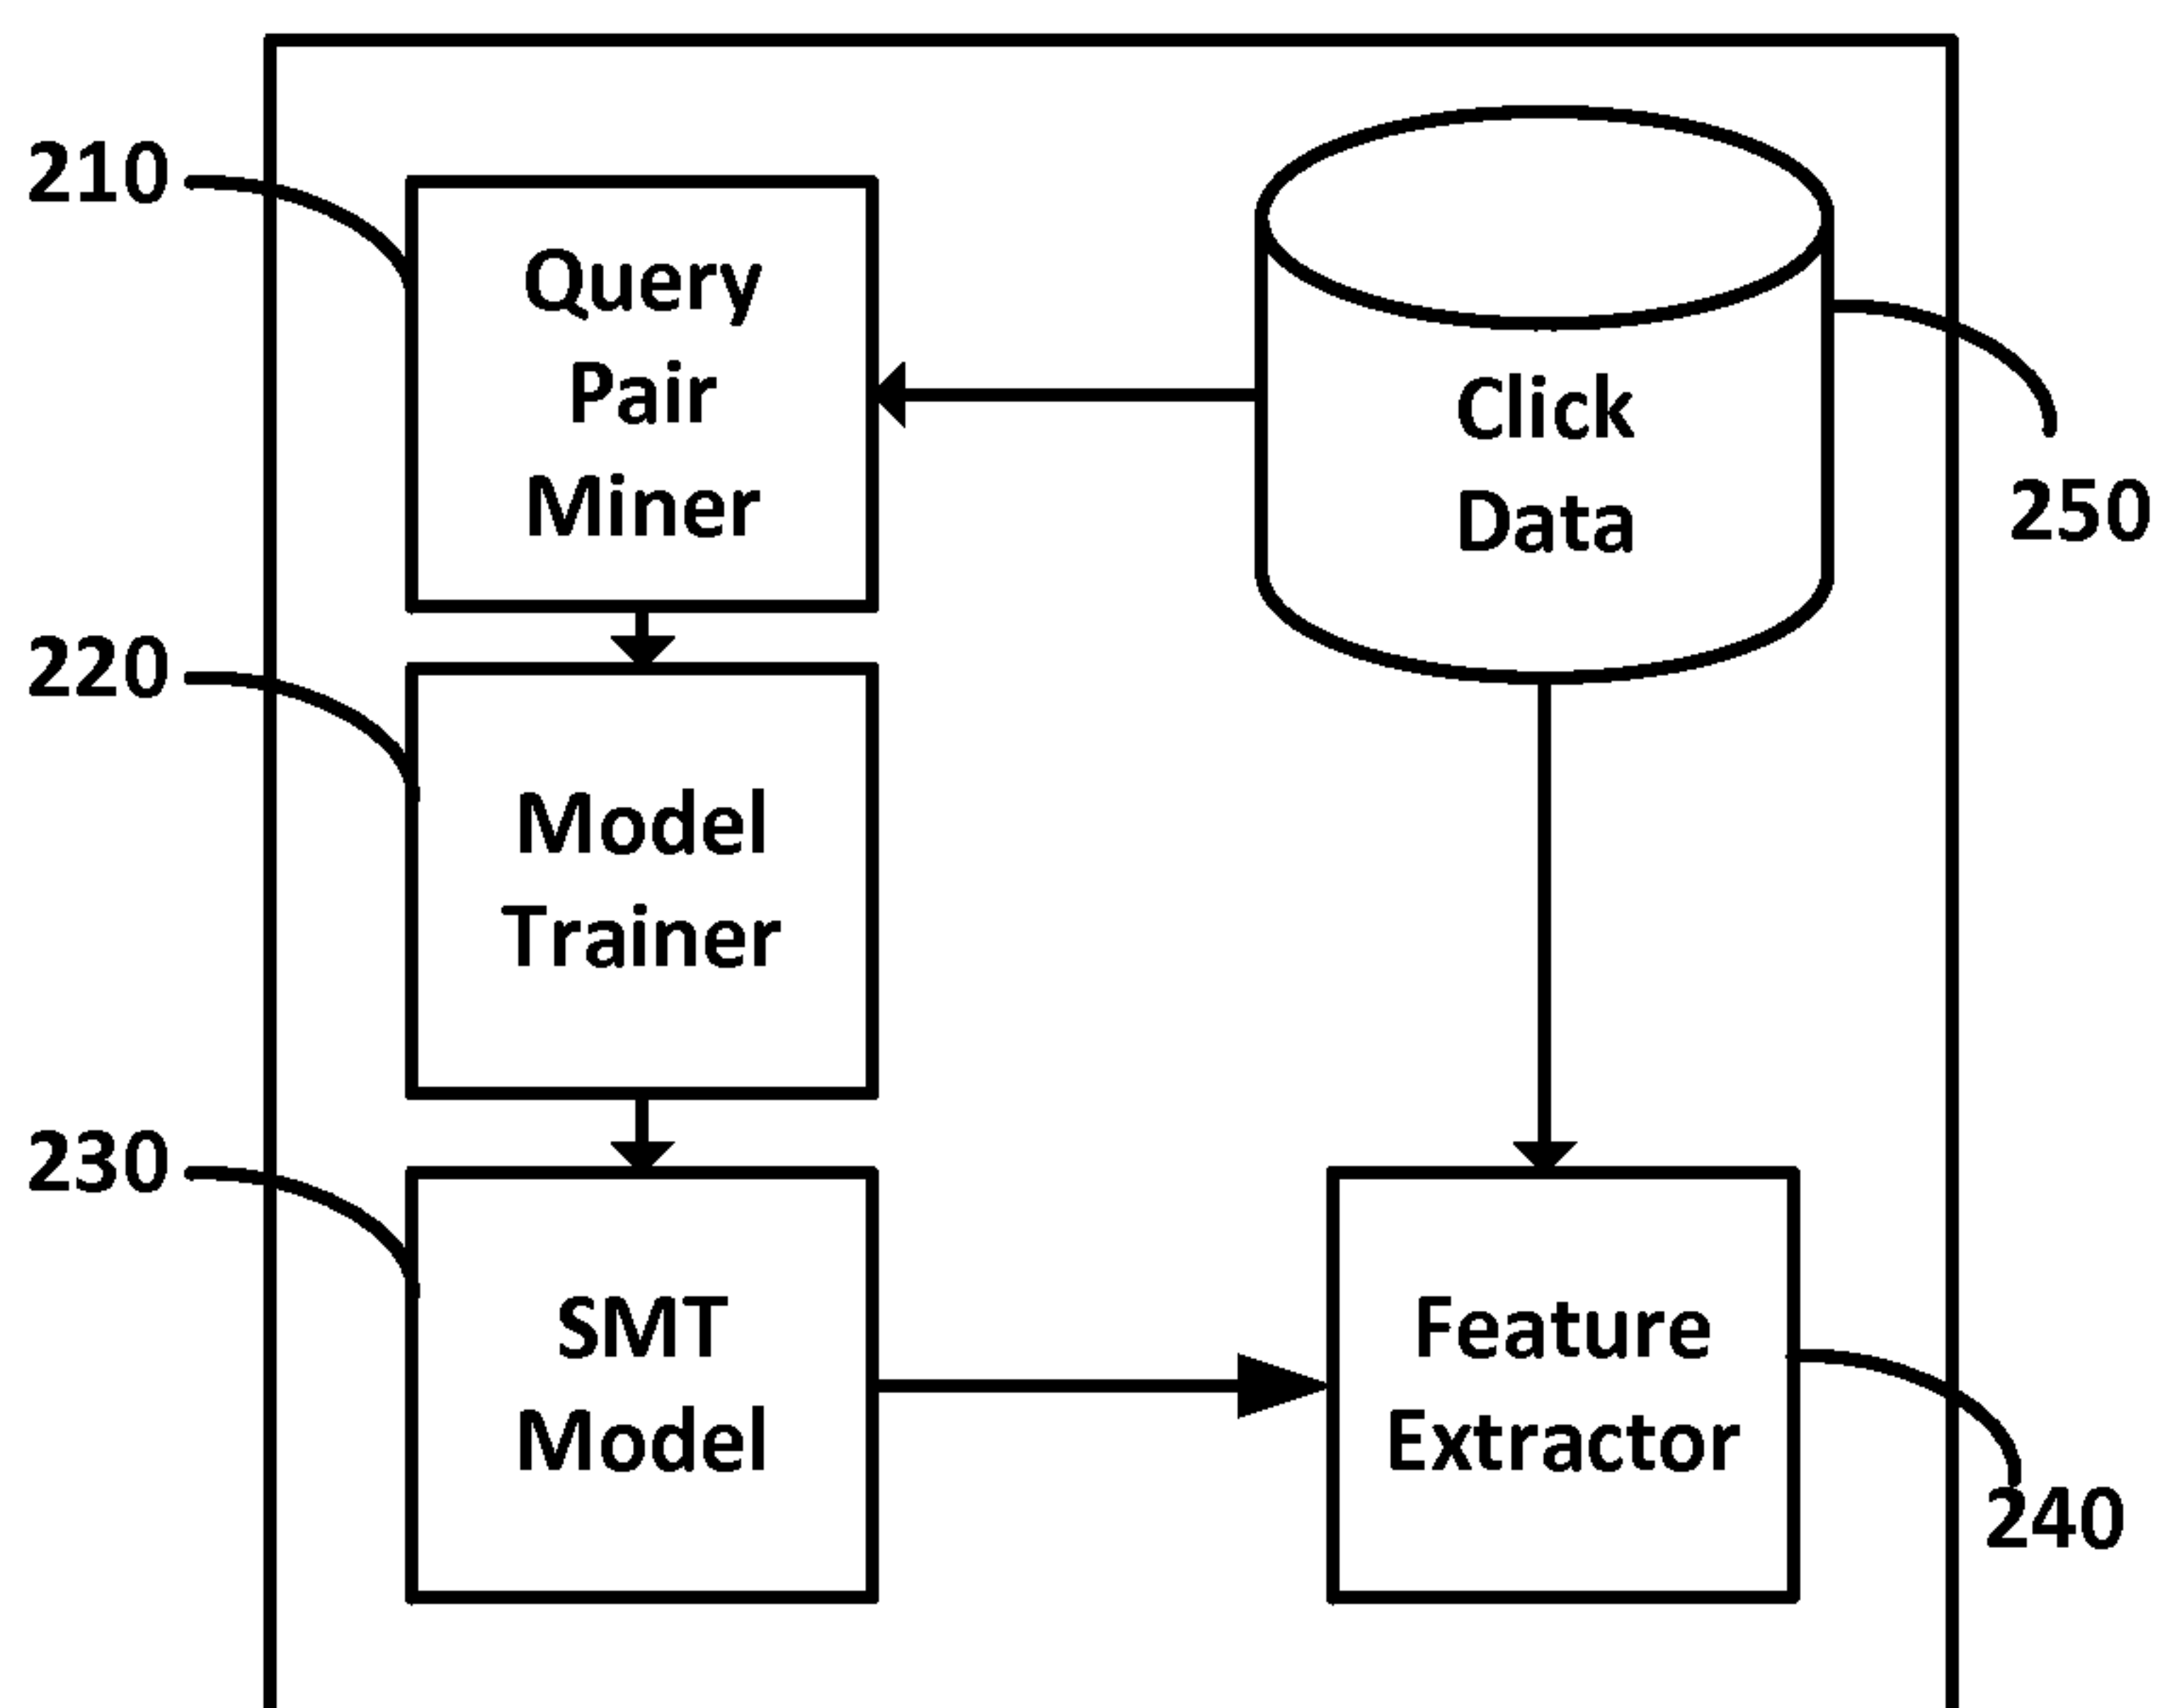 210
Query
Pair
Miner
Click
Data
250
220
Model
Trainer
230
SMT
Model
Feature
Extractor
240